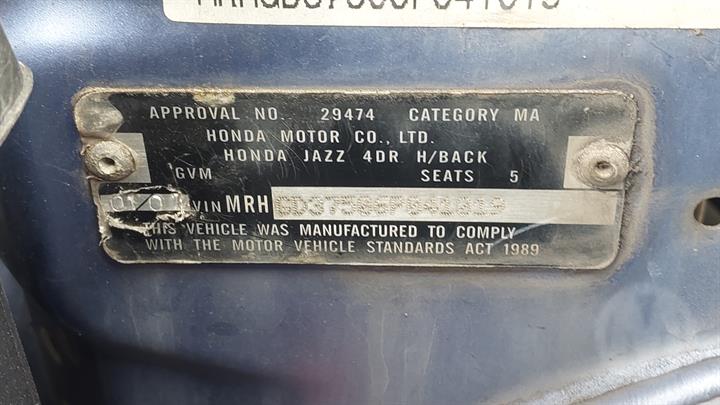 APPROVAL NO. 29474 CATEGORY MA
HONDA MOTOR CO., LTD.
HONDA JAZZ 4DR H/BACK
GVM SEATS 5
VIN MRH
THIS VEHICLE WAS MANUFACTURED TO COMPLY
WITH THE MOTOR VEHICLE STANDARDS ACT 1989